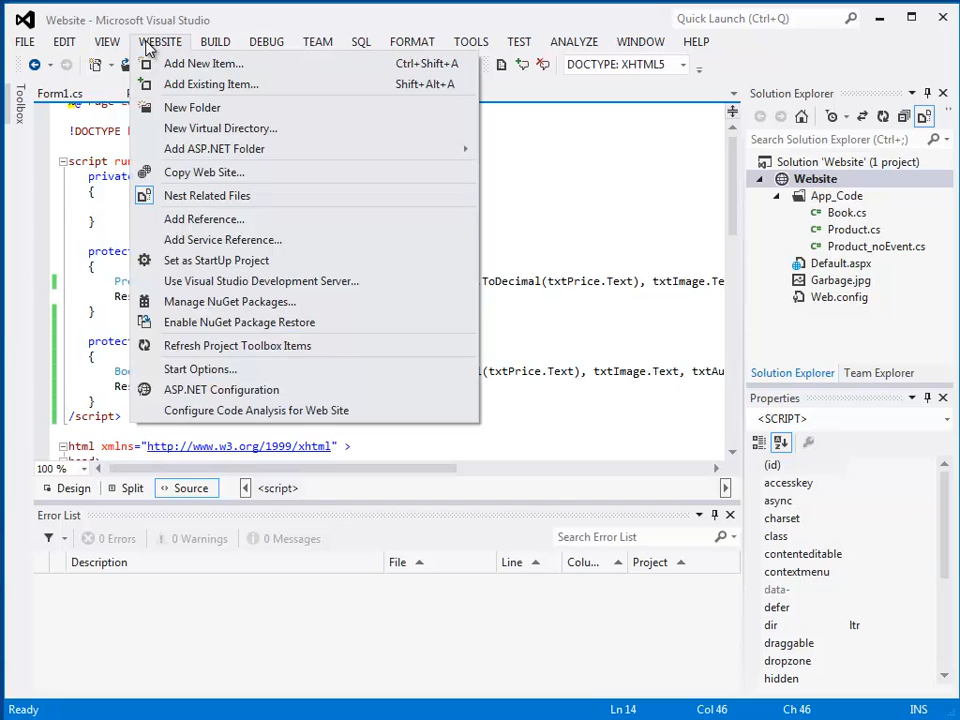 Website - Microsoft Visual Studio
Quick Launch (Ctrl+;)
FILE EDIT VIEW WEBSITE BUILD DEBUG TEAM SQL FORMAT TOOLS TEST ANALYZE WINDOW HELP
DOCTYPE: XHTML5
Toolbox
Form1.cs
!DOCTYPE
script
private
{
}
protec
{
ToDecimal(txtPrice.Text), txtImage.Te
}
protec
{
(txtPrice.Text), txtImage.Text, txtAu
}
/script>
html xmlns="http://www.w3.org/1999/xhtml" >
Add New Item... Ctrl+Shift+A
Add Existing Item... Shift+Alt+A
New Folder
New Virtual Directory...
Add ASP.NET Folder
Copy Web Site...
Nest Related Files
Add Reference...
Add Service Reference...
Set as StartUp Project
Use Visual Studio Development Server...
Manage NuGet Packages...
Enable NuGet Package Restore
Refresh Project Toolbox Items
Start Options...
ASP.NET Configuration
Configure Code Analysis for Web Site
100 %
Design Split Source <script>
Error List
0 Errors 0 Warnings 0 Messages
Search Error List
Description File Line Colu... Project
Solution Explorer
Search Solution Explorer (Ctrl+;)
Solution 'Website' (1 project)
Website
App_Code
Book.cs
Product.cs
Product_noEvent.cs
Default.aspx
Garbage.jpg
Web.config
Solution Explorer Team Explorer
Properties
<SCRIPT>
(id)
accesskey
async
charset
class
contenteditable
contextmenu
data-
defer
dir ltr
draggable
dropzone
hidden
Ready Ln 14 Col 46 Ch 46 INS